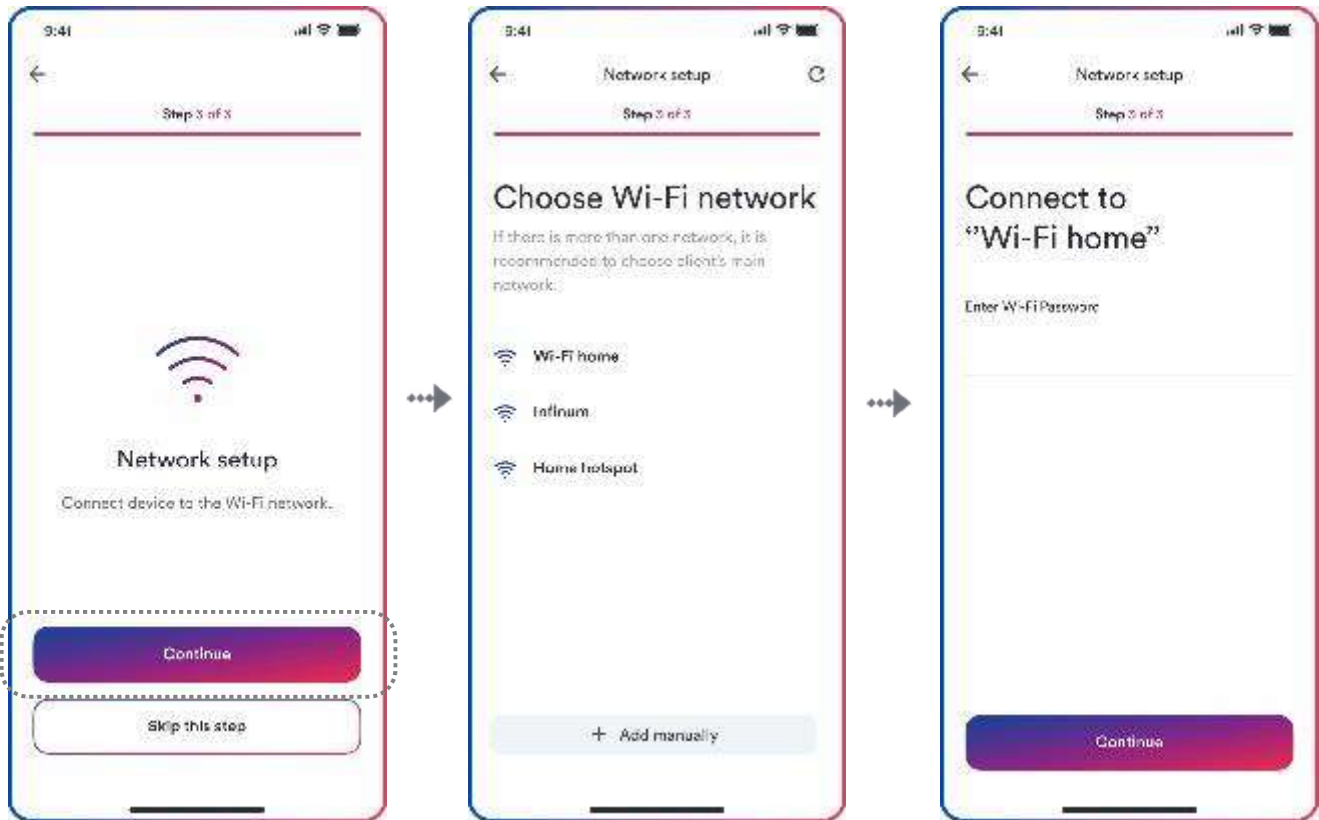 9:41
Step 3 of 3
Network setup
Connect device to the Wi-Fi network.
Continue
Skip this step
9:41
Network setup
Step 3 of 3
Choose Wi-Fi network
If there is more than one network, it is
recommended to choose client's main
network.
Wi-Fi home
Infinum
Home hotspot
+ Add manually
9:41
Network setup
Step 3 of 3
Connect to
“Wi-Fi home”
Enter Wi-Fi Password
Continue